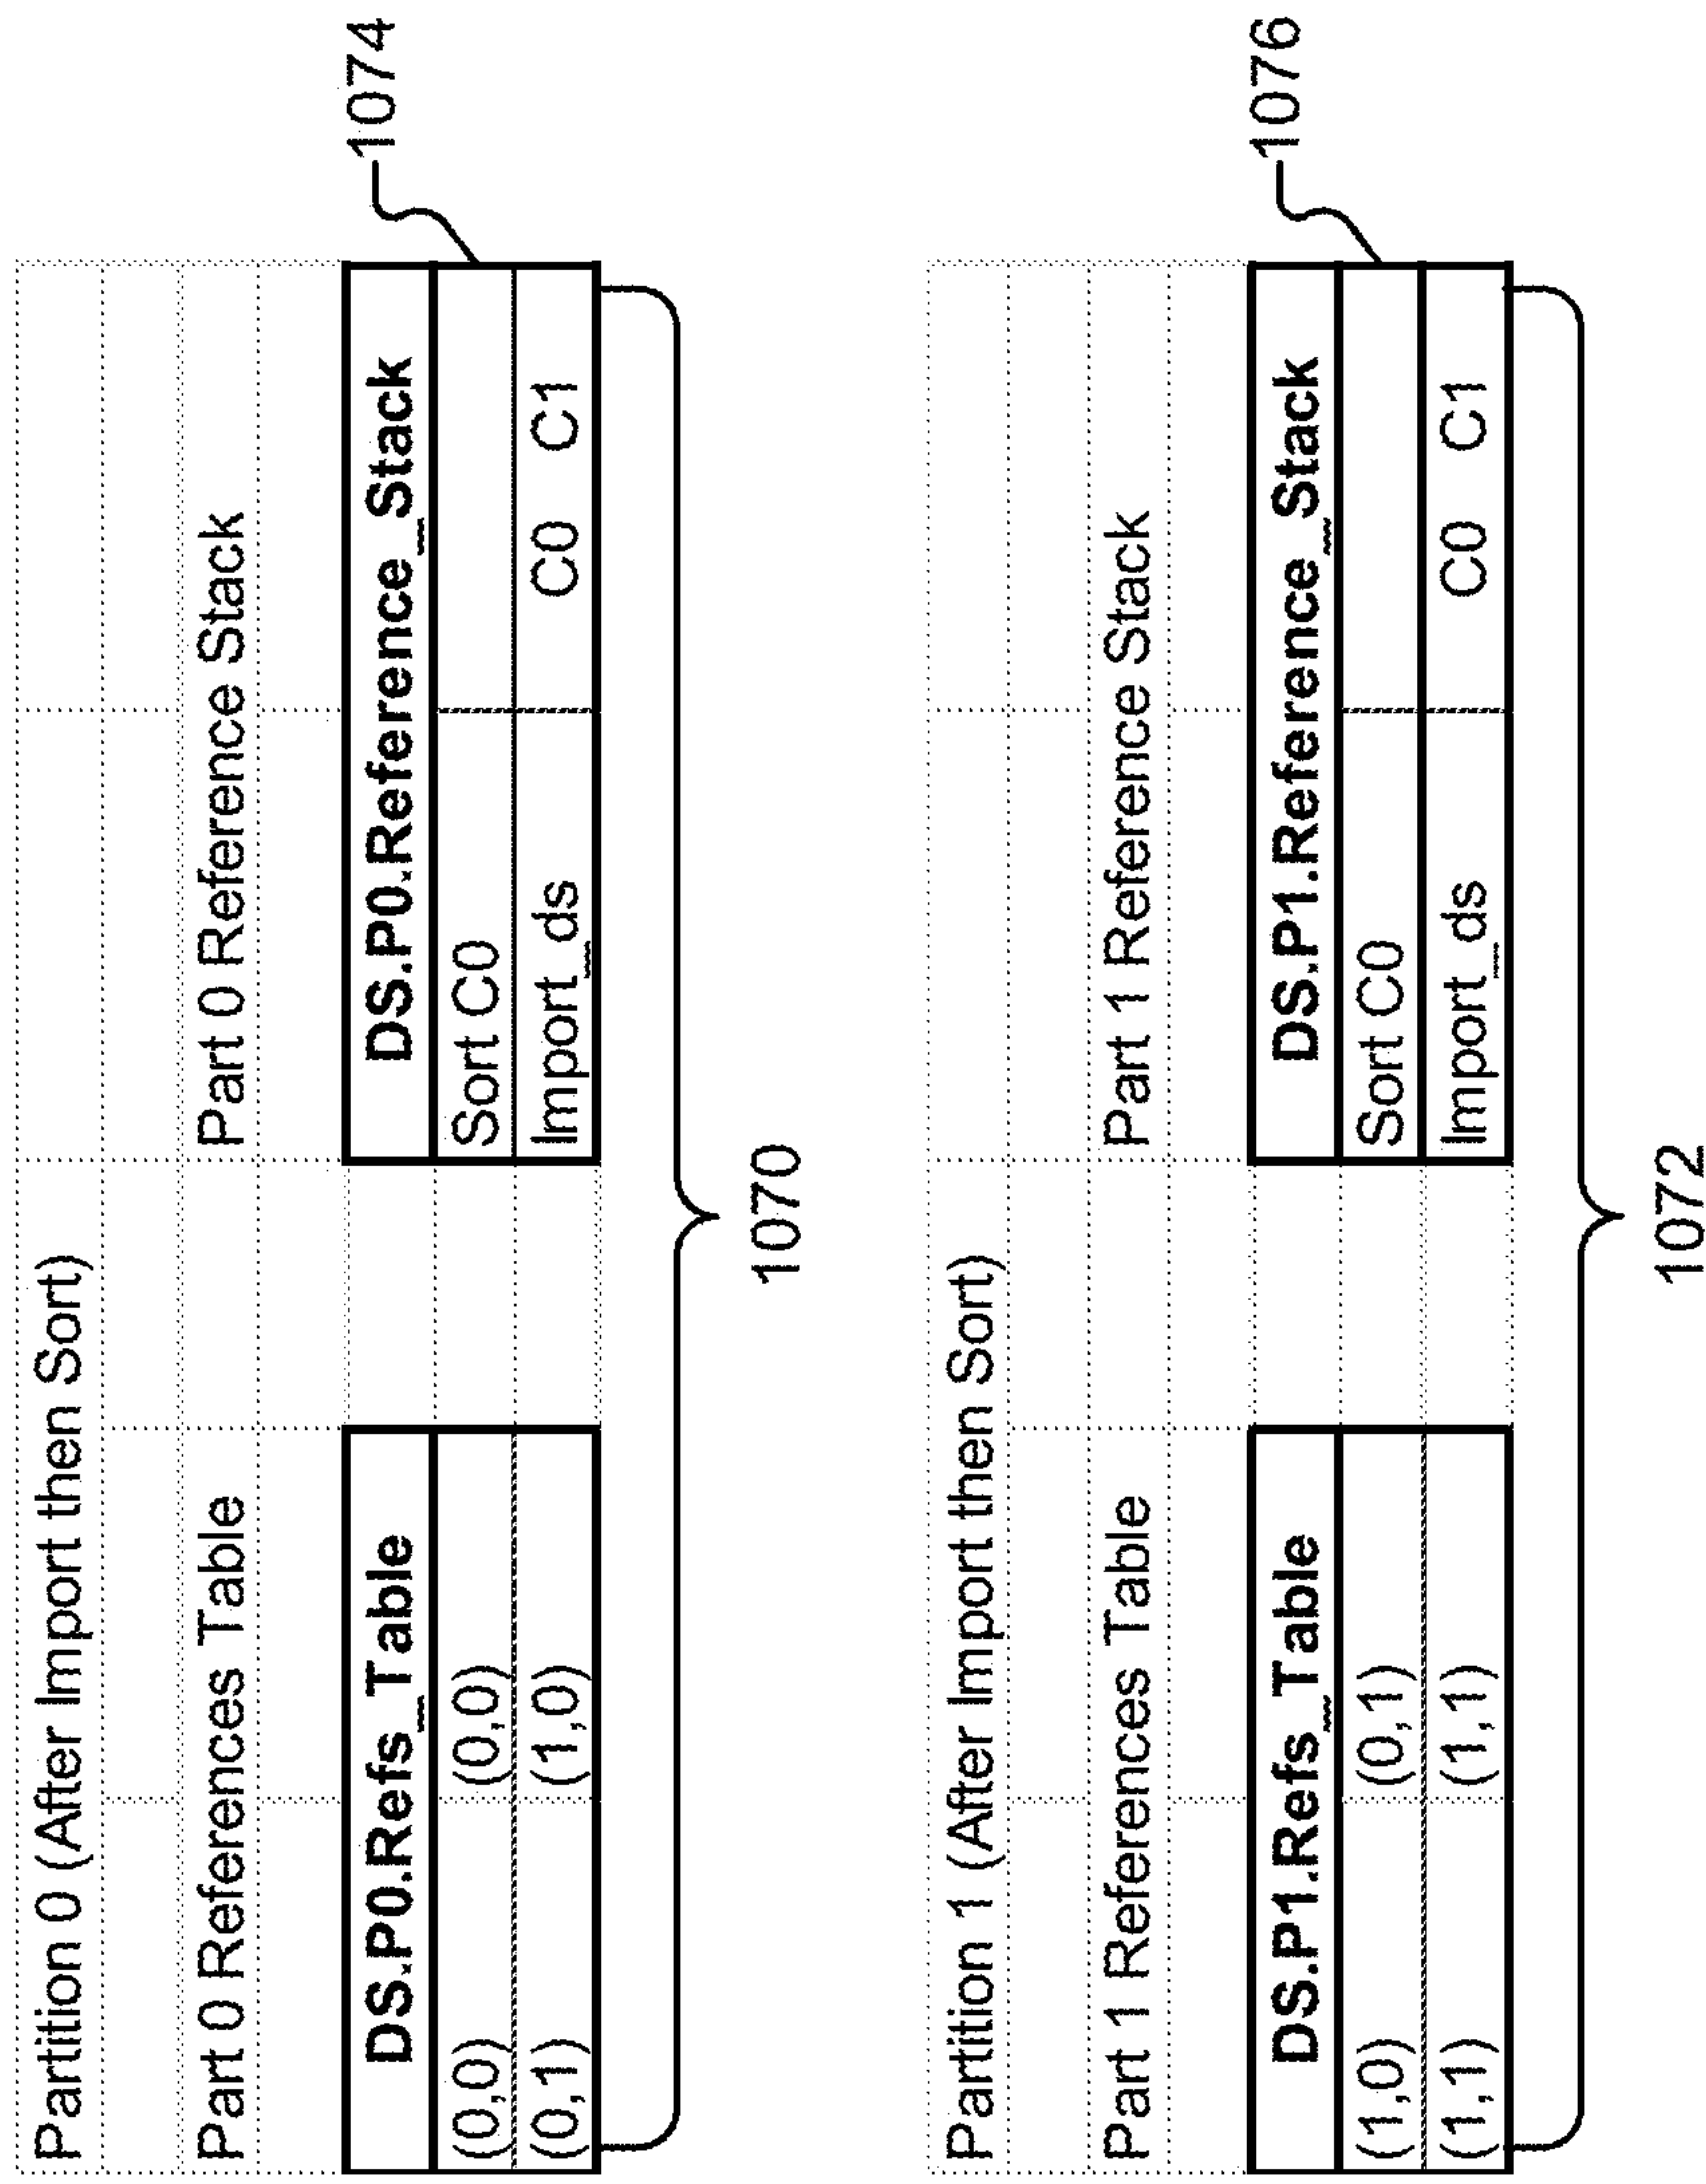 Partition 0 (After Import then Sort)
Part 0 References Table Part 0 Reference Stack
DS.P0.Refs_Table DS.P0.Reference_Stack
(0,0) (0,0) Sort C0
(0,1) (1,0) Import_ds C0 C1
1074
1070
Partition 1 (After Import then Sort)
Part 1 References Table Part 1 Reference Stack
DS.P1.Refs_Table DS.P1.Reference_Stack
(1,0) (0,1) Sort C0
(1,1) (1,1) Import_ds C0 C1
1076
1072